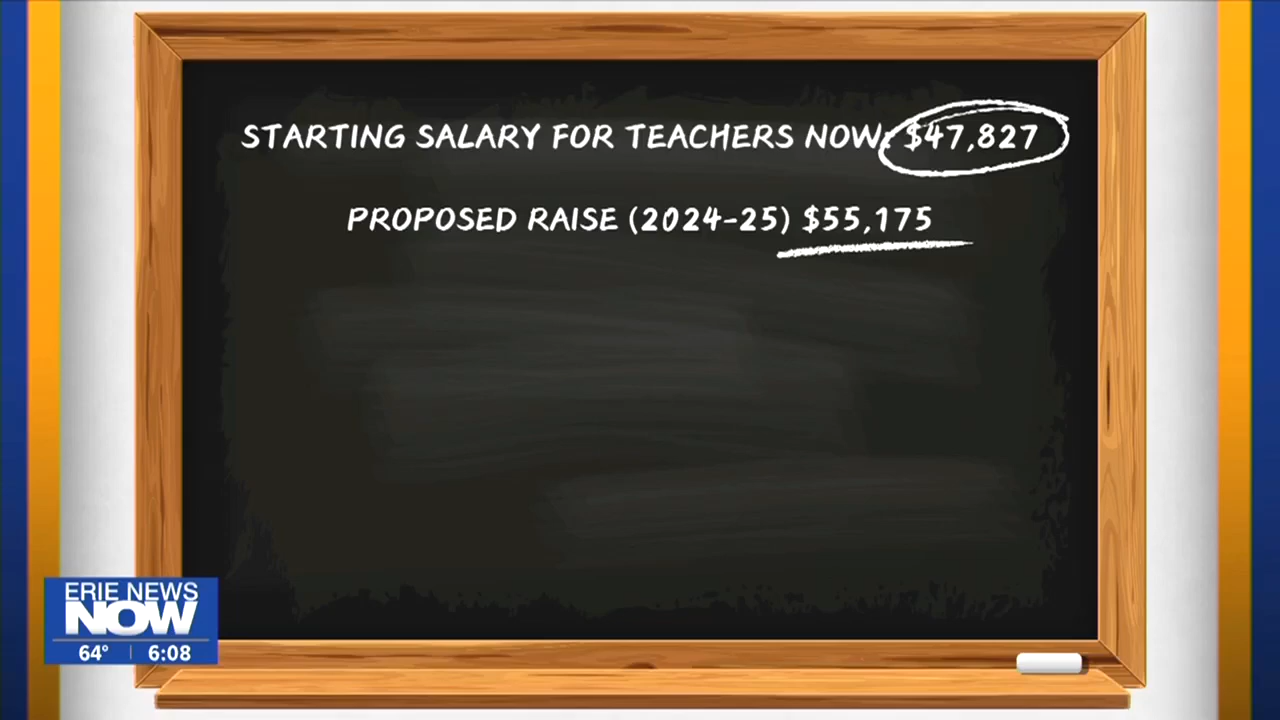 STARTING SALARY FOR TEACHERS NOW: $47,827
PROPOSED RAISE (2024-25) $55,175
ERIE NEWS
NOW
64° | 6:08